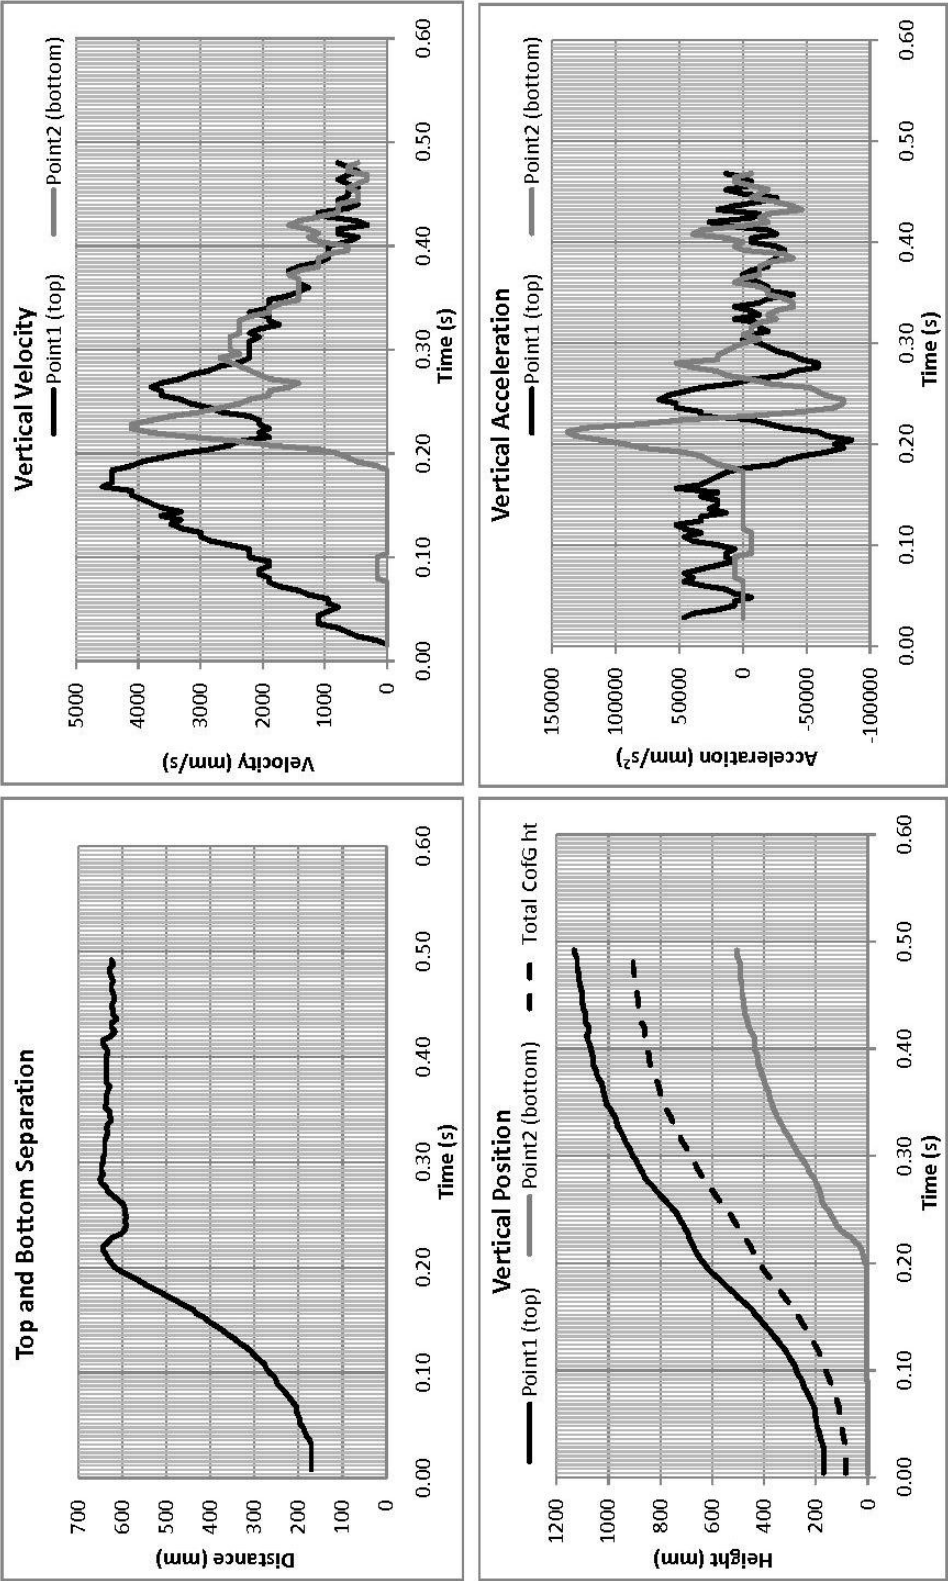 Top and Bottom Separation
Distance (mm)
700
600
500
400
300
200
100
0
0.00 0.10 0.20 0.30 0.40 0.50 0.60
Time (s)
Vertical Velocity
Point1 (top) Point2 (bottom)
Velocity (mm/s)
5000
4000
3000
2000
1000
0
0.00 0.10 0.20 0.30 0.40 0.50 0.60
Time (s)
Vertical Position
Point1 (top) Point2 (bottom) Total CofG ht
Height (mm)
1200
1000
800
600
400
200
0
0.00 0.10 0.20 0.30 0.40 0.50 0.60
Time (s)
Vertical Acceleration
Point1 (top) Point2 (bottom)
Acceleration (mm/s²)
150000
100000
50000
0
-50000
-100000
0.00 0.10 0.20 0.30 0.40 0.50 0.60
Time (s)